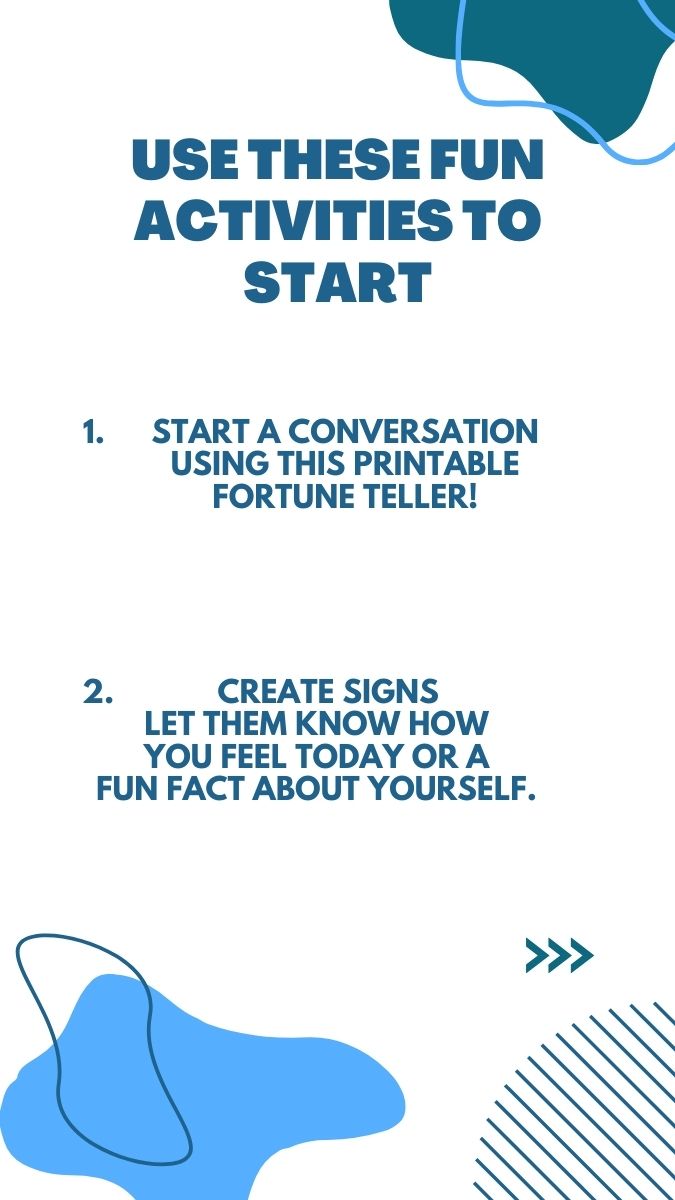 USE THESE FUN
ACTIVITIES TO
START
1. START A CONVERSATION
USING THIS PRINTABLE
FORTUNE TELLER!
2. CREATE SIGNS
LET THEM KNOW HOW
YOU FEEL TODAY OR A
FUN FACT ABOUT YOURSELF.